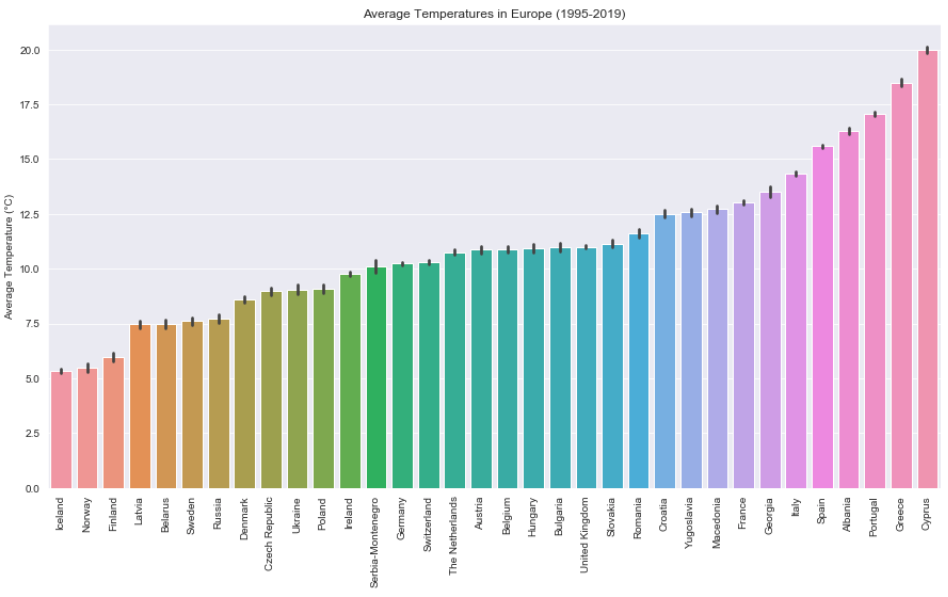 Average Temperatures in Europe (1995-2019)
Average Temperature (°C)
20.0
17.5
15.0
12.5
10.0
7.5
5.0
2.5
0.0
Iceland
Norway
Finland
Latvia
Belarus
Sweden
Russia
Denmark
Czech Republic
Ukraine
Poland
Ireland
Serbia-Montenegro
Germany
Switzerland
The Netherlands
Austria
Belgium
Hungary
Bulgaria
United Kingdom
Slovakia
Romania
Croatia
Yugoslavia
Macedonia
France
Georgia
Italy
Spain
Albania
Portugal
Greece
Cyprus